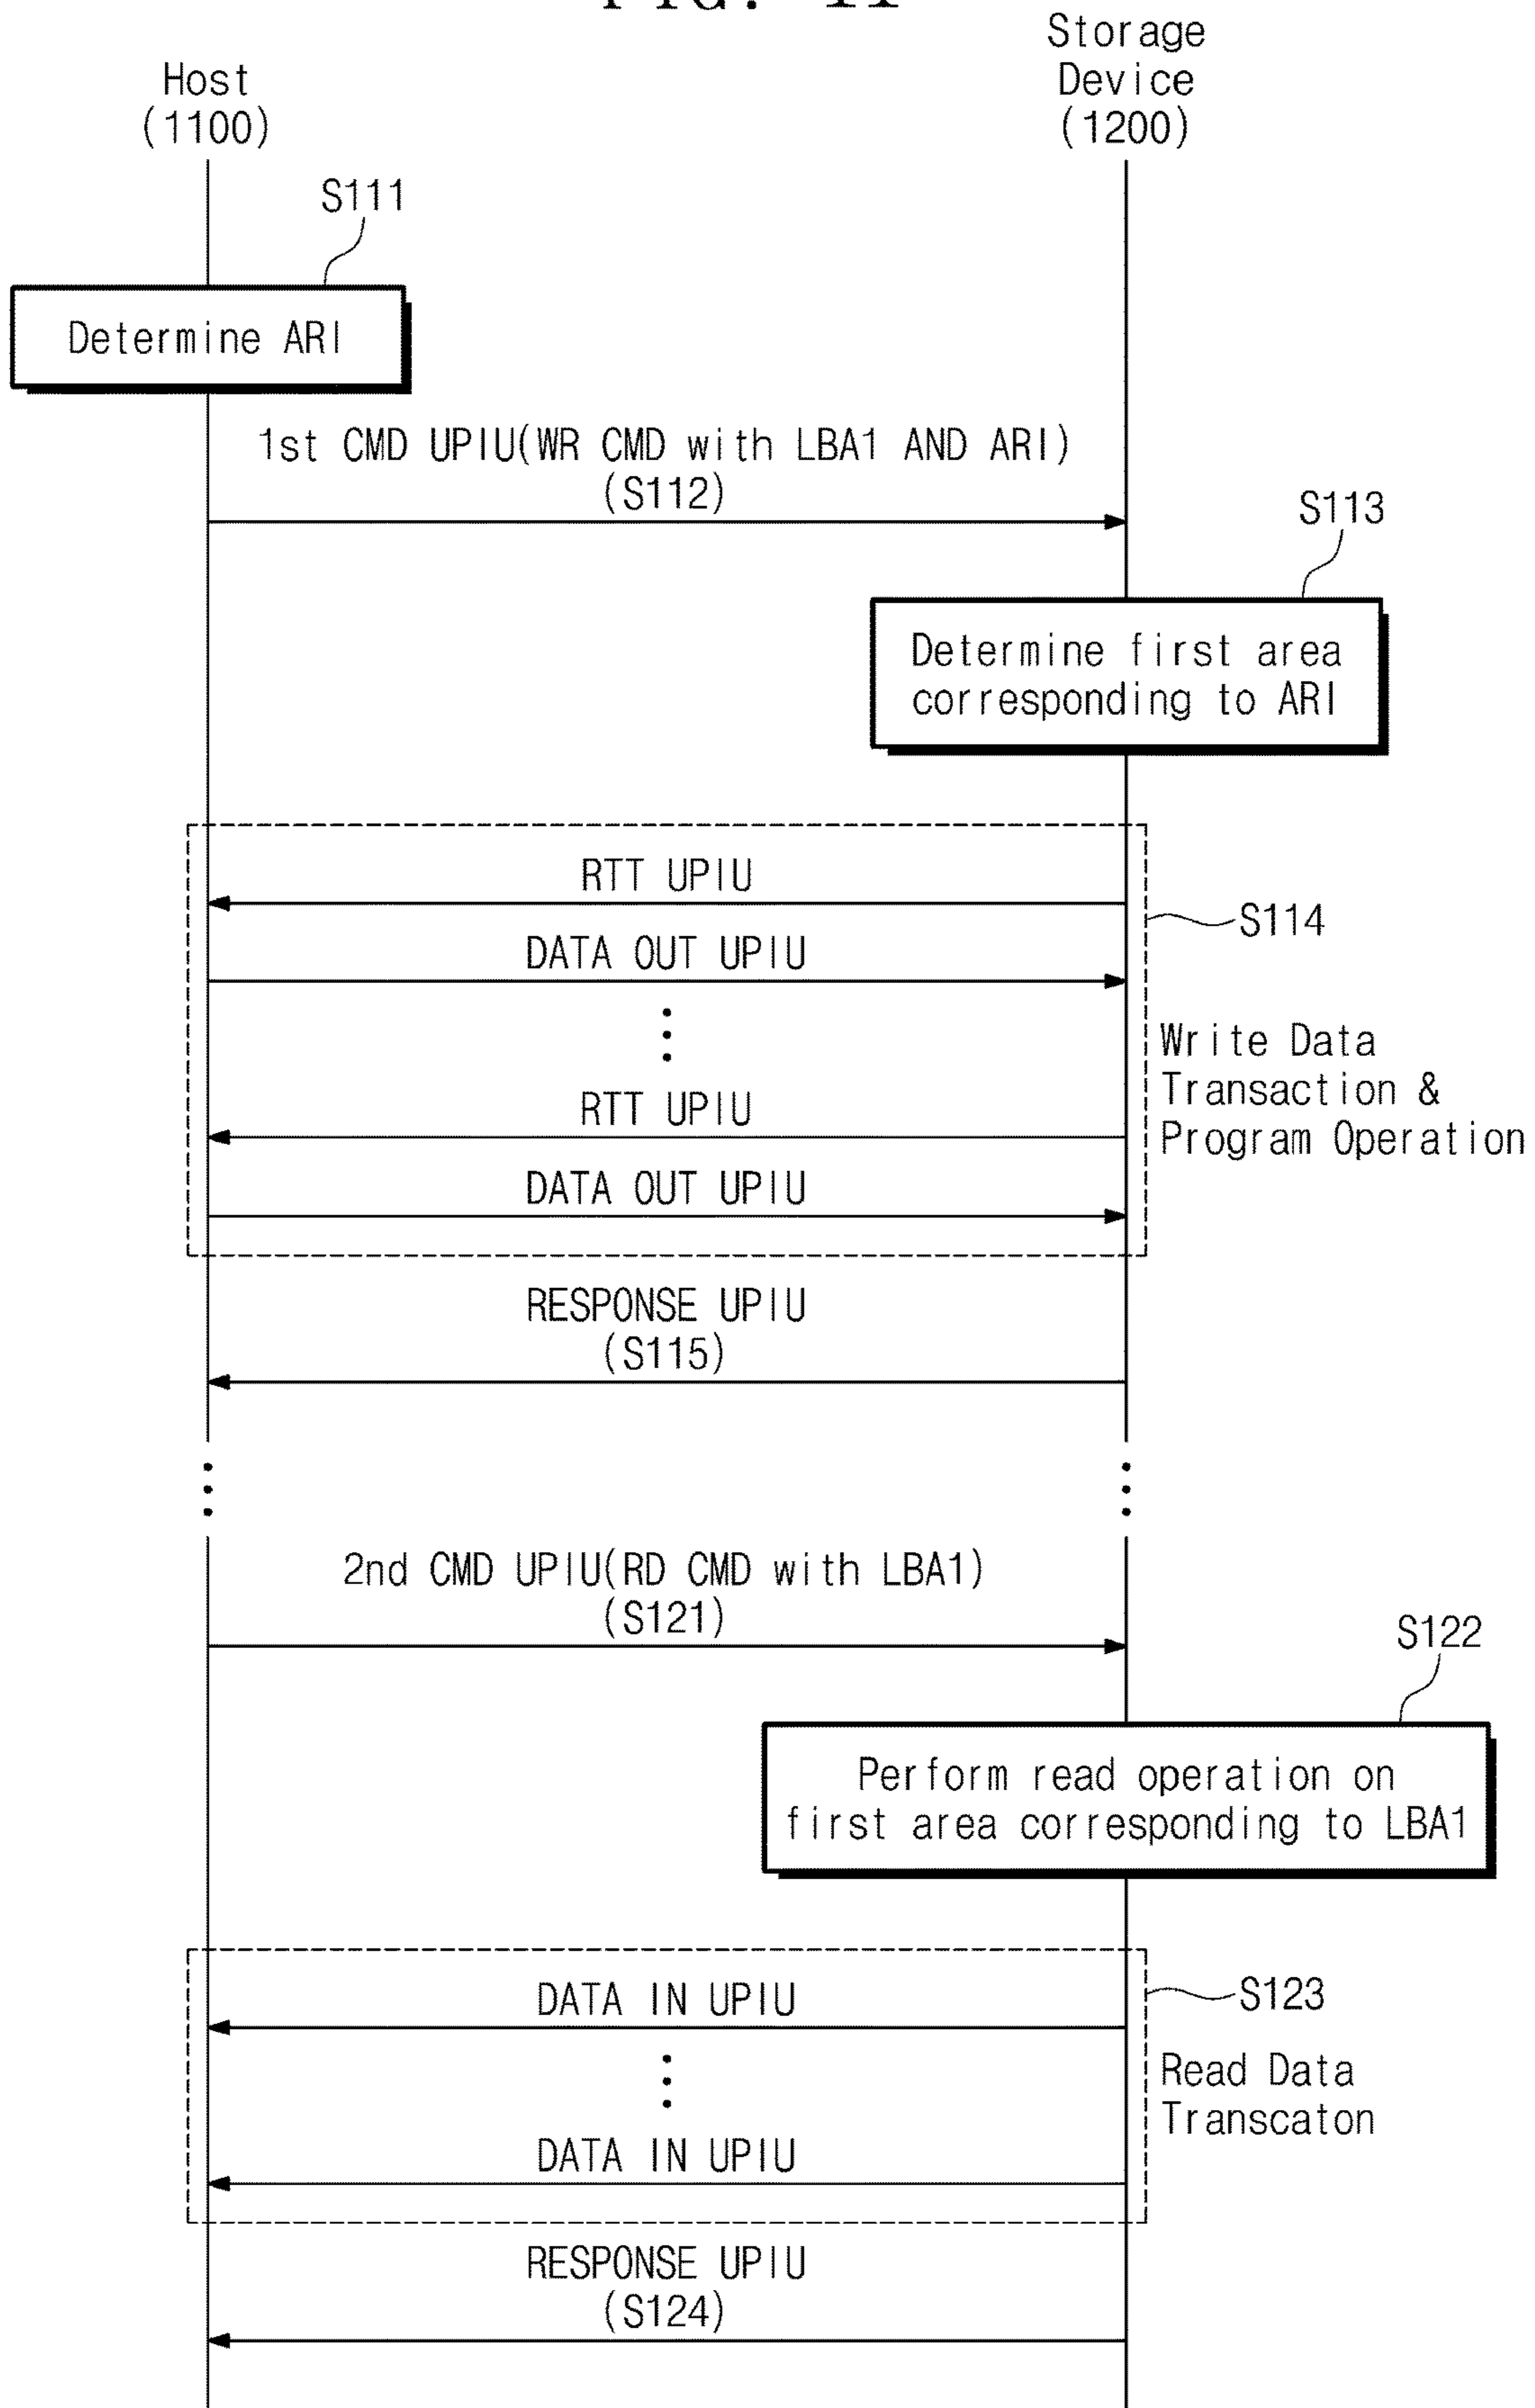 Host
(1100)
Storage
Device
(1200)
S111
Determine ARI
1st CMD UPIU(WR CMD with LBA1 AND ARI)
(S112)
S113
Determine first area
corresponding to ARI
RTT UPIU
S114
DATA OUT UPIU
Write Data
Transaction &
Program Operation
RTT UPIU
DATA OUT UPIU
RESPONSE UPIU
(S115)
2nd CMD UPIU(RD CMD with LBA1)
(S121)
S122
Perform read operation on
first area corresponding to LBA1
DATA IN UPIU
S123
Read Data
Transcaton
DATA IN UPIU
RESPONSE UPIU
(S124)